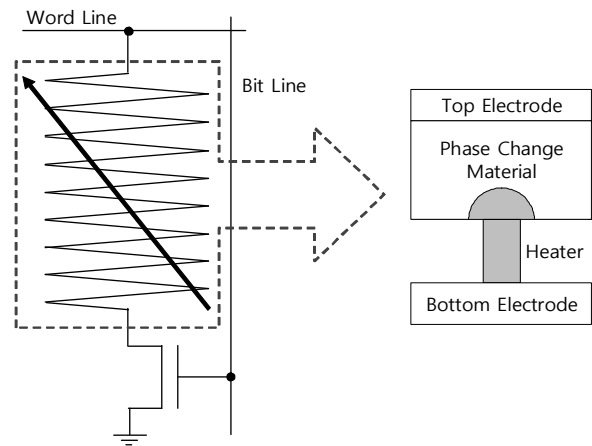 Word Line
Bit Line
Top Electrode
Phase Change
Material
Heater
Bottom Electrode